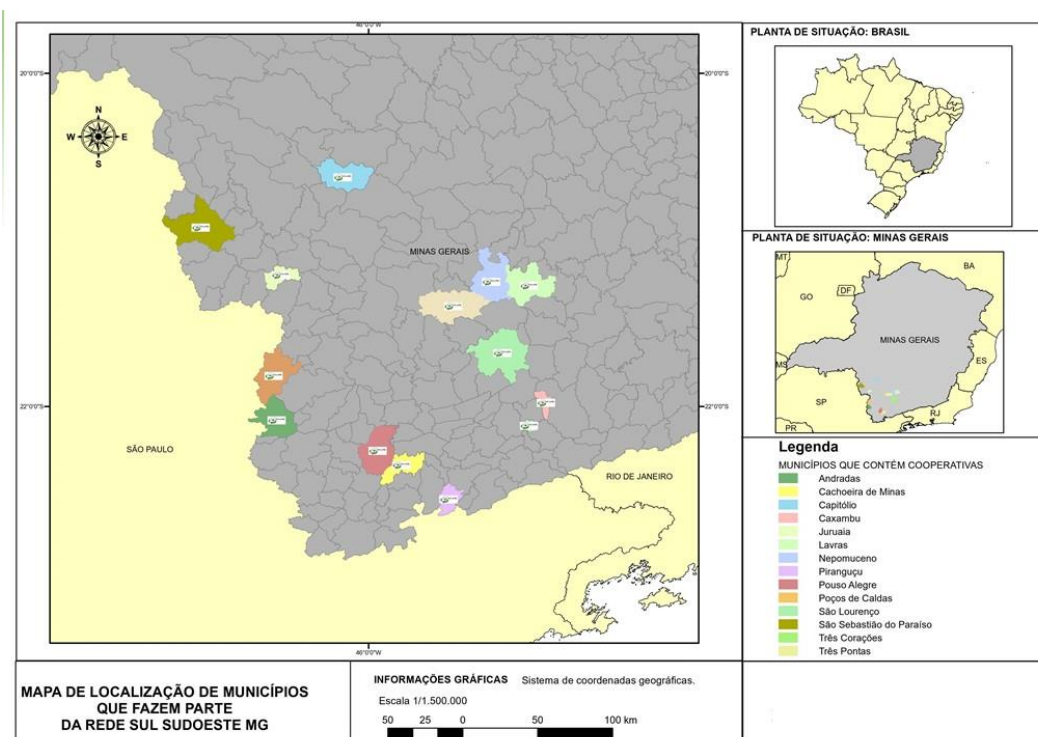 46°0'0"W
20°0'0"S
20°0'0"S
N
W
E
S
MINAS GERAIS
22°0'0"S
22°0'0"S
SÃO PAULO
RIO DE JANEIRO
46°0'0"W
PLANTA DE SITUAÇÃO: BRASIL
PLANTA DE SITUAÇÃO: MINAS GERAIS
MT
BA
GO
DF
MINAS GERAIS
MS
ES
SP
RJ
PR
Legenda
MUNICÍPIOS QUE CONTÉM COOPERATIVAS
Andradas
Cachoeira de Minas
Capitólio
Caxambu
Juruaia
Lavras
Nepomuceno
Piranguçu
Pouso Alegre
Poços de Caldas
São Lourenço
São Sebastião do Paraíso
Três Corações
Três Pontas
MAPA DE LOCALIZAÇÃO DE MUNICÍPIOS
QUE FAZEM PARTE
DA REDE SUL SUDOESTE MG
INFORMAÇÕES GRÁFICAS Sistema de coordenadas geográficas.
Escala 1/1.500.000
50 25 0 50 100 km